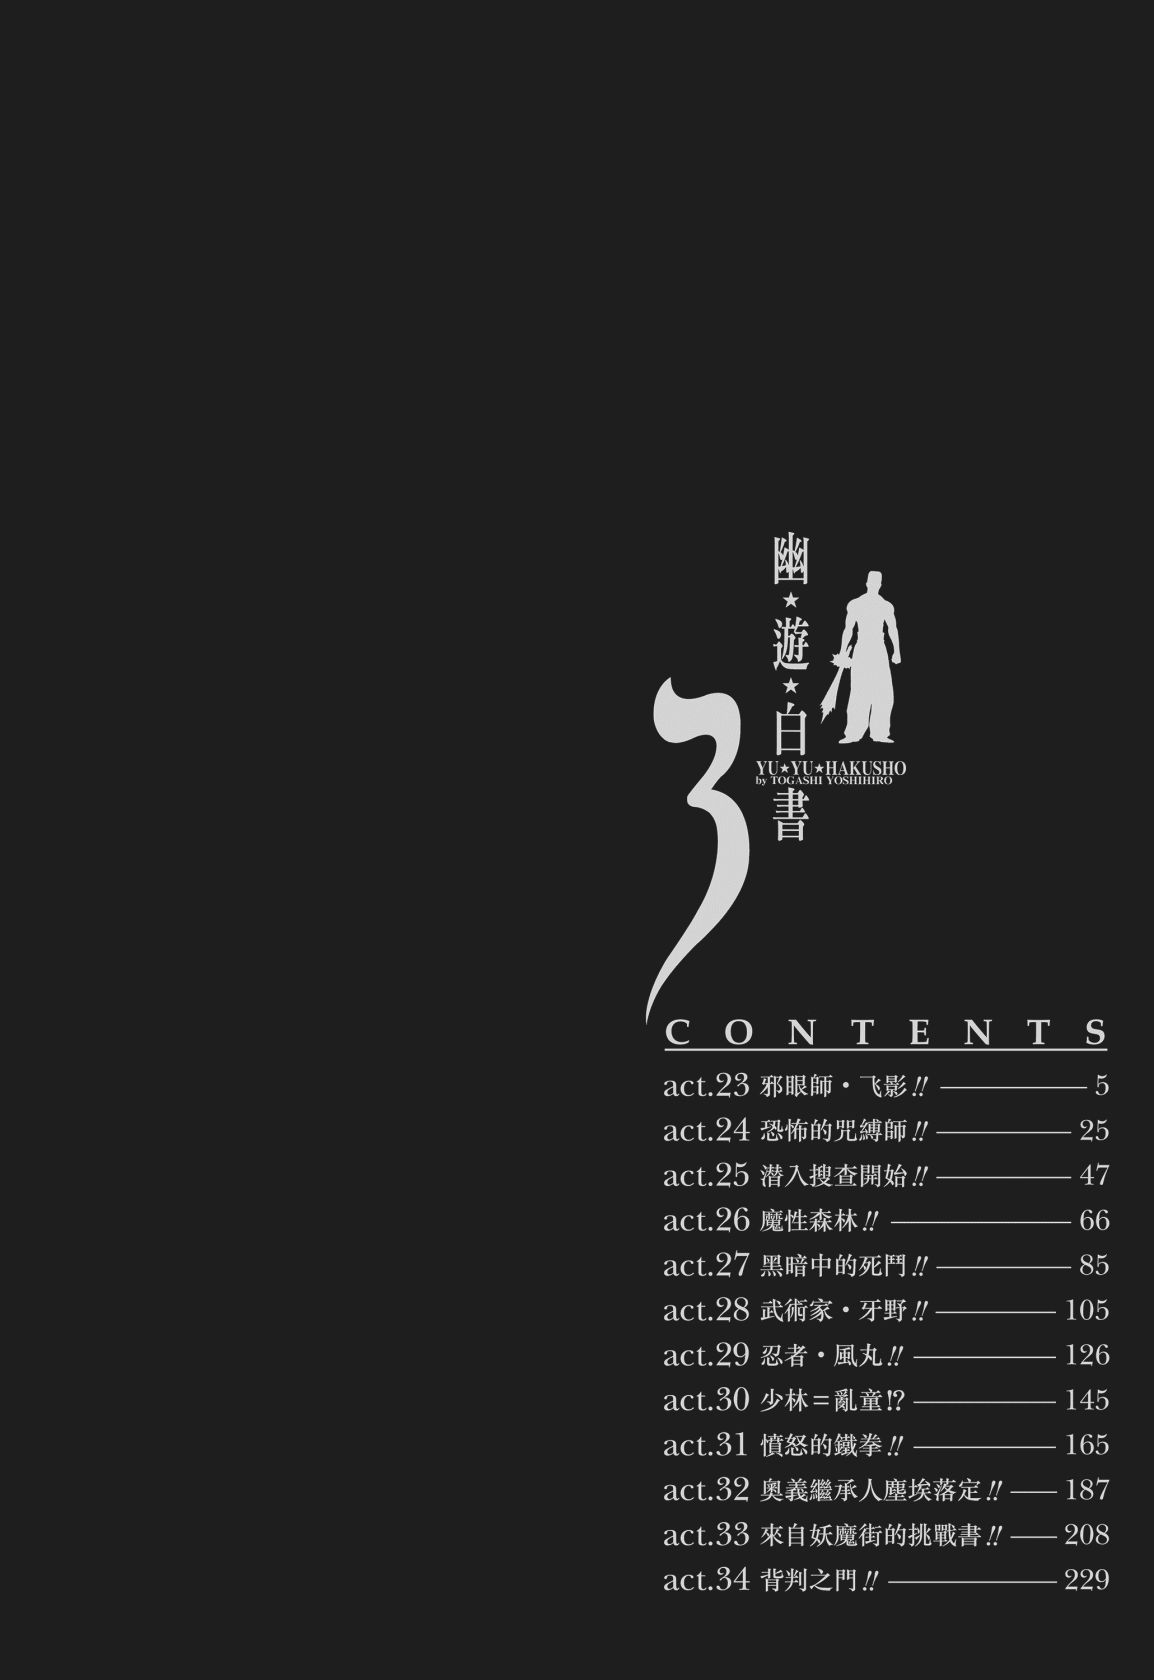 幽★遊★白書
YU★YU★HAKUSHO
by TOGASHI YOSHIHIRO
3
CONTENTS
act.23 邪眼師・飞影!! 5
act.24 恐怖的咒縛師!! 25
act.25 潜入搜查開始!! 47
act.26 魔性森林!! 66
act.27 黑暗中的死鬥!! 85
act.28 武術家・牙野!! 105
act.29 忍者・風丸!! 126
act.30 少林＝亂童!? 145
act.31 憤怒的鐵拳!! 165
act.32 奧義繼承人塵埃落定!! 187
act.33 來自妖魔街的挑戰書!! 208
act.34 背判之門!! 229